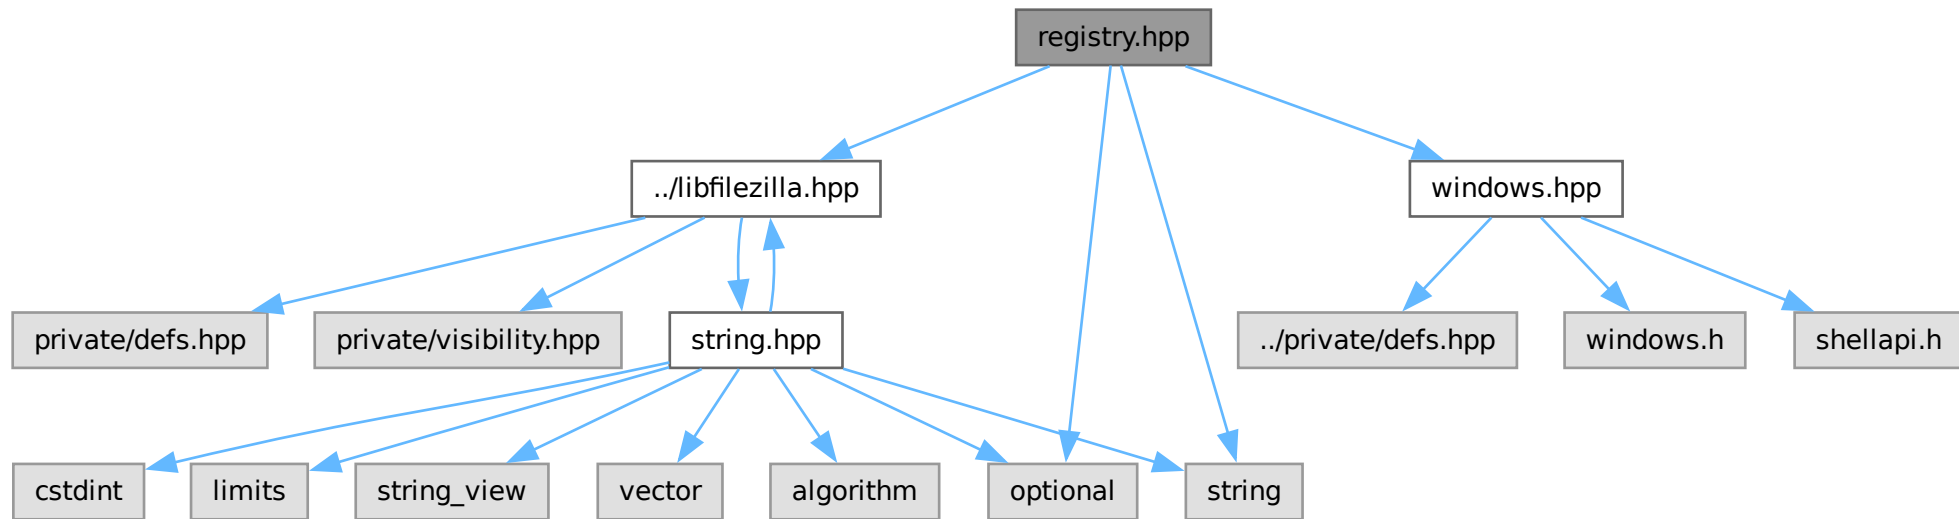 registry.hpp
../libfilezilla.hpp
windows.hpp
private/defs.hpp
private/visibility.hpp
string.hpp
../private/defs.hpp
windows.h
shellapi.h
cstdint
limits
string_view
vector
algorithm
optional
string